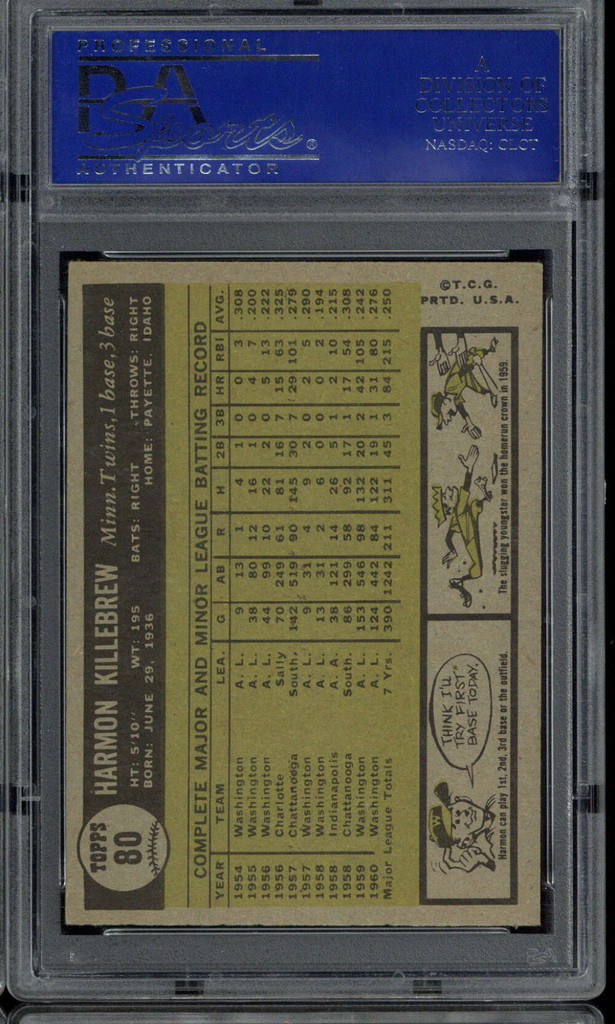 PROFESSIONAL
PSA
Sports®
AUTHENTICATOR
A
DIVISION OF
COLLECTORS
UNIVERSE
NASDAQ: CLCT
TOPPS
80
HARMON KILLEBREW Minn. Twins, 1 base, 3 base
HT: 5'10" WT: 195 BATS: RIGHT THROWS: RIGHT
BORN: JUNE 29, 1936 HOME: PAYETTE, IDAHO
COMPLETE MAJOR AND MINOR LEAGUE BATTING RECORD
YEAR TEAM LEA. G AB R H 2B 3B HR RBI AVG.
1954 Washington A. L. 9 13 1 4 1 0 0 3 .308
1955 Washington A. L. 38 80 12 16 1 0 4 7 .200
1956 Washington A. L. 44 99 10 22 2 0 5 13 .222
1956 Charlotte Sally 70 249 61 81 16 7 15 63 .325
1957 Chattanooga South. 142 519 90 145 30 7 29 101 .279
1957 Washington A. L. 9 31 4 9 2 0 2 5 .290
1958 Washington A. L. 13 31 2 6 0 0 0 2 .194
1958 Indianapolis A. A. 38 121 14 26 5 1 2 10 .215
1958 Chattanooga South. 86 299 58 92 17 1 17 54 .308
1959 Washington A. L. 153 546 98 132 20 2 42 105 .242
1960 Washington A. L. 124 442 84 122 19 1 31 80 .276
Major League Totals 7 Yrs. 390 1242 211 311 45 3 84 215 .250
THINK I'LL
TRY FIRST
BASE TODAY.
W
Harmon can play 1st, 2nd, 3rd base or the outfield.
The slugging youngster won the homerun crown in 1959.
©T.C.G.
PRTD. U.S.A.